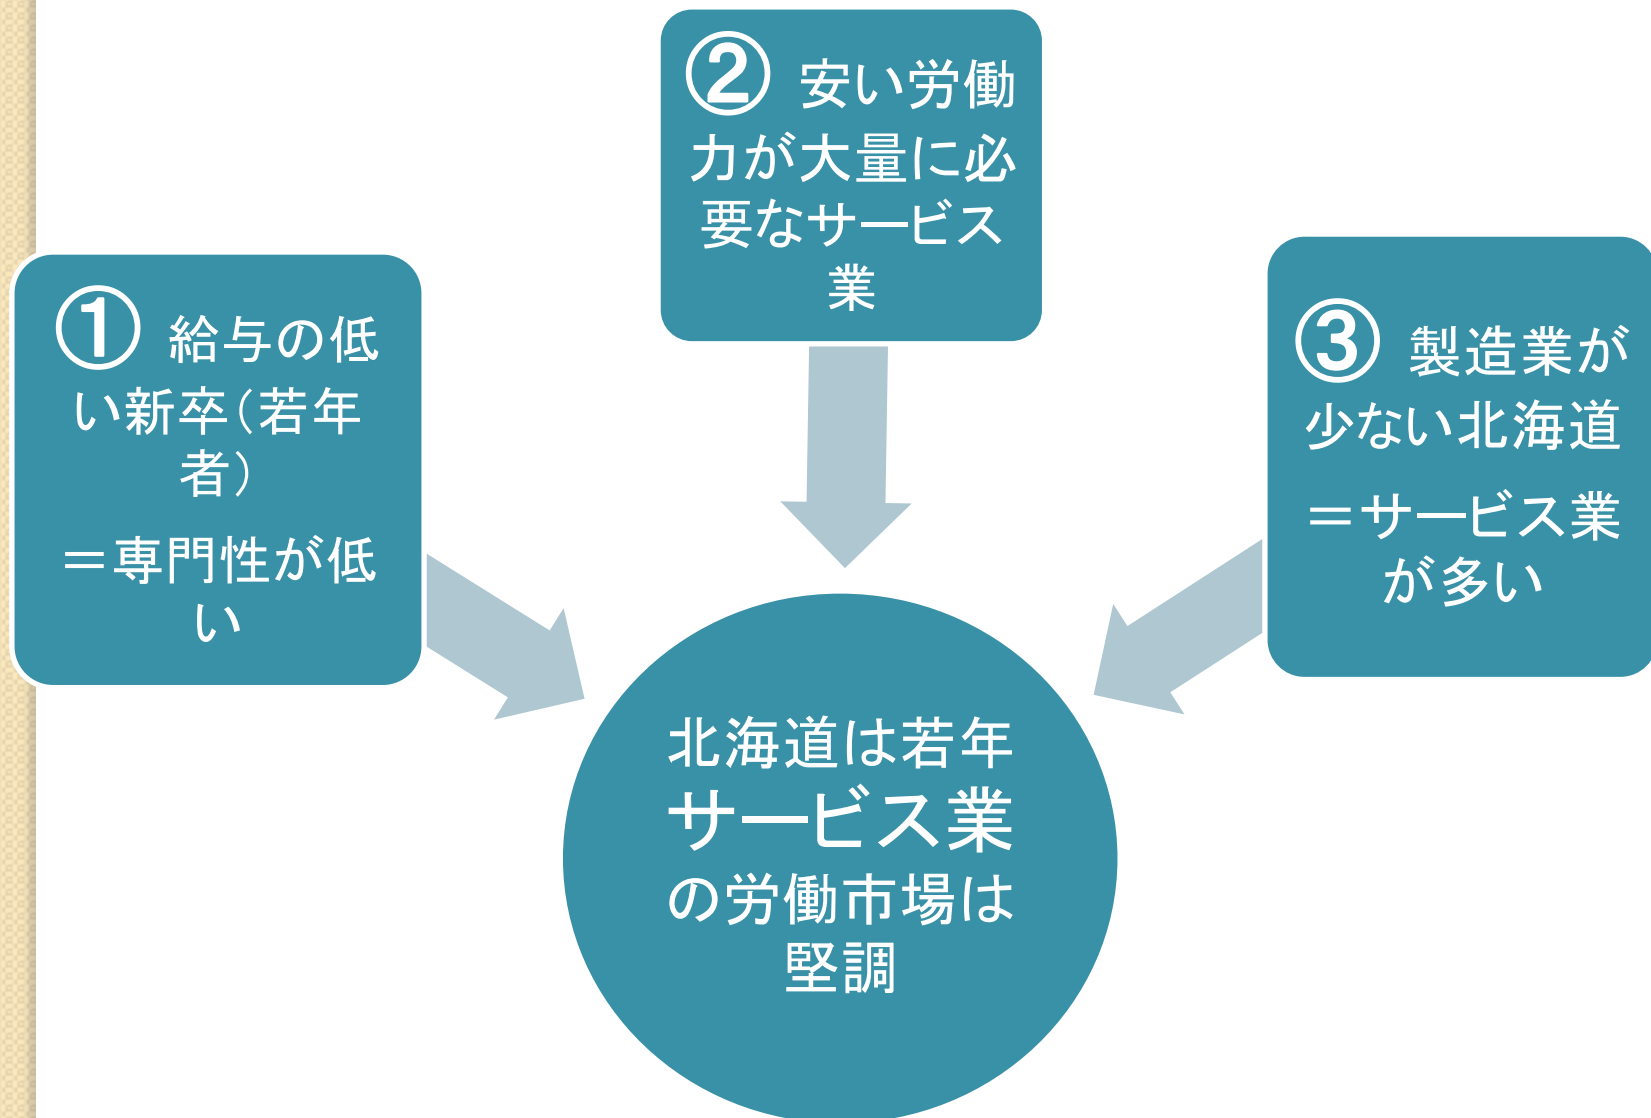 ① 給与の低
い新卒（若年
者）
＝専門性が低
い
② 安い労働
力が大量に必
要なサービス
業
③ 製造業が
少ない北海道
＝サービス業
が多い
北海道は若年
サービス業
の労働市場は
堅調